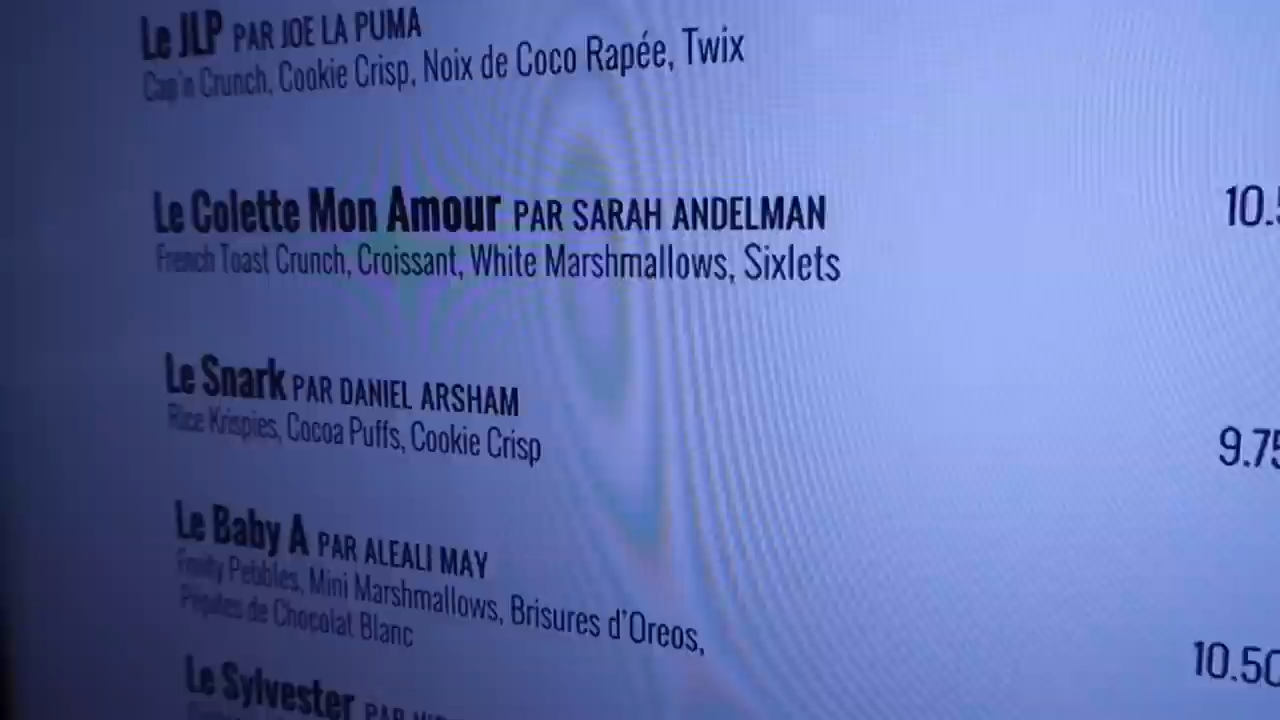 Le JLP PAR JOE LA PUMA
Cap'n Crunch, Cookie Crisp, Noix de Coco Rapée, Twix
Le Colette Mon Amour PAR SARAH ANDELMAN
10.
French Toast Crunch, Croissant, White Marshmallows, Sixlets
Le Snark PAR DANIEL ARSHAM
Rice Krispies, Cocoa Puffs, Cookie Crisp
9.75
Le Baby A PAR ALEALI MAY
Fruity Pebbles, Mini Marshmallows, Brisures d'Oreos,
Pépites de Chocolat Blanc
10.50
Le Sylvester PAR